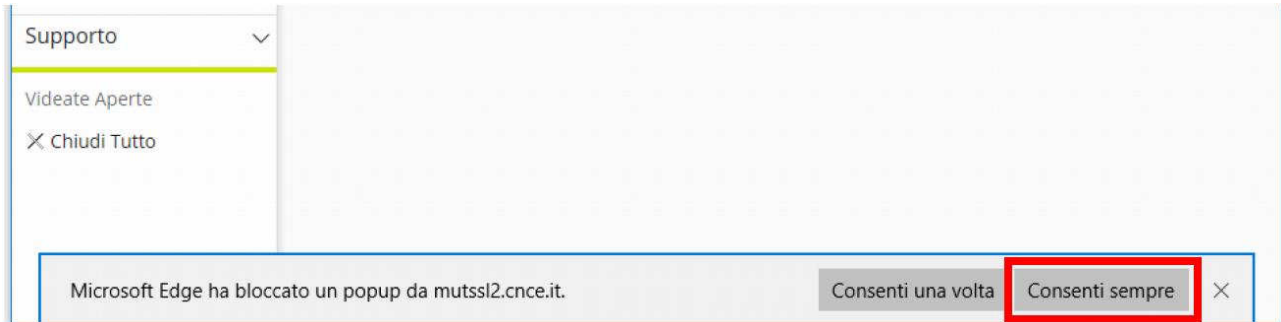 Supporto
Videate Aperte
Chiudi Tutto
Microsoft Edge ha bloccato un popup da mutssl2.cnce.it. Consenti una volta Consenti sempre